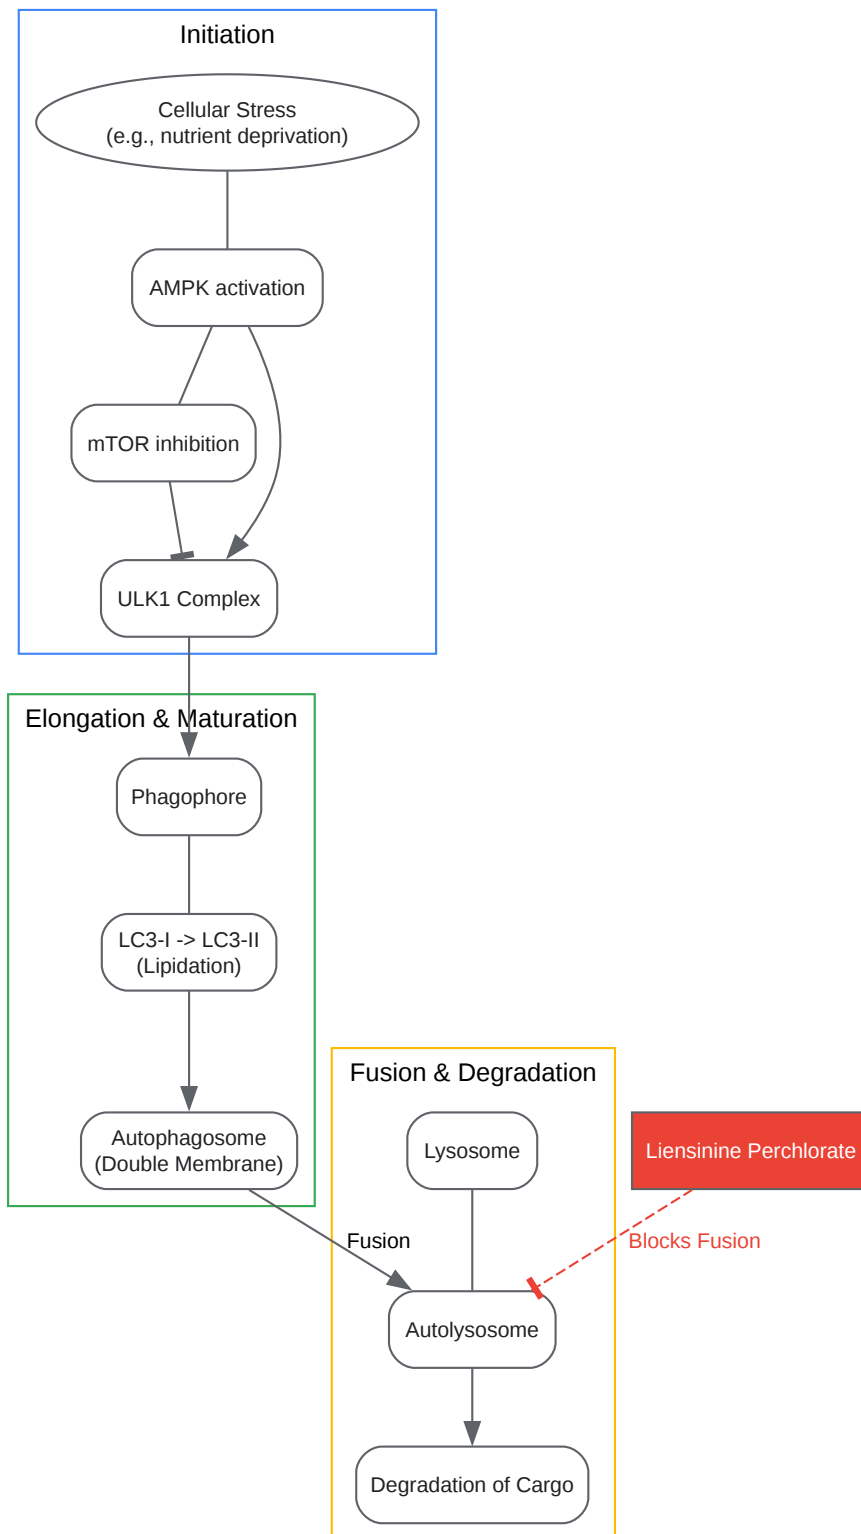 Initiation
Cellular Stress
(e.g., nutrient deprivation)
AMPK activation
mTOR inhibition
ULK1 Complex
Elongation & Maturation
Phagophore
LC3-I -> LC3-II
(Lipidation)
Autophagosome
(Double Membrane)
Fusion & Degradation
Lysosome
Liensinine Perchlorate
Fusion
Blocks Fusion
Autolysosome
Degradation of Cargo